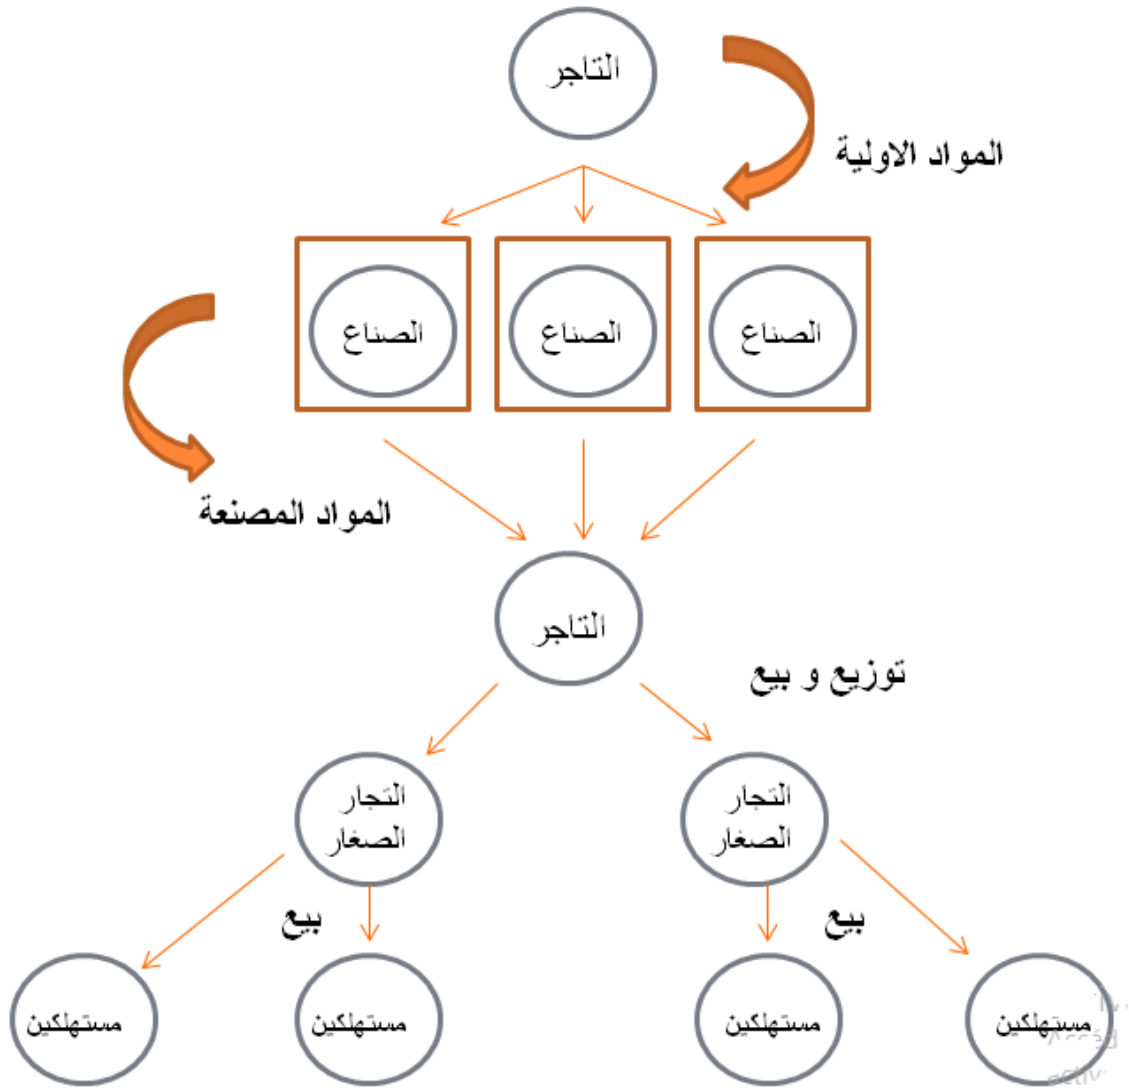 التاجر
المواد الاولية
الصناع
الصناع
الصناع
المواد المصنعة
التاجر
توزيع و بيع
التجار
الصغار
التجار
الصغار
بيع
بيع
مستهلكين
مستهلكين
مستهلكين
مستهلكين